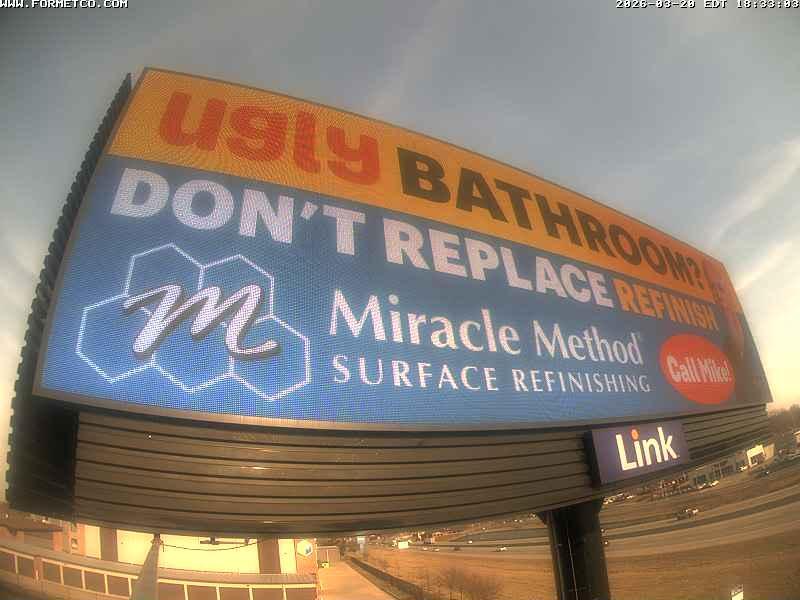 WWW.FORMETCO.COM
2026-03-20 EDT 18:33:03
ugly BATHROOM?
DON'T REPLACE REFINISH
m
Miracle Method®
SURFACE REFINISHING
Call Mike!
Link